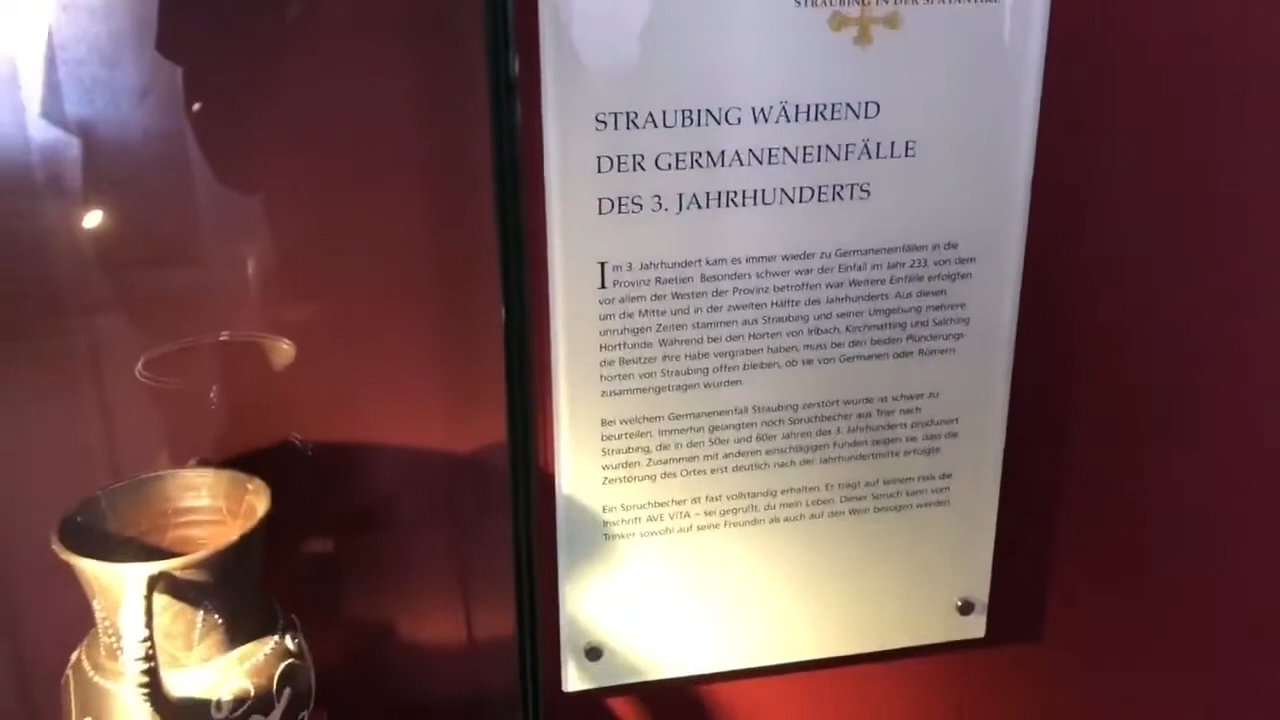 STRAUBING IN DER SPÄTANTIKE
STRAUBING WÄHREND
DER GERMANENEINFÄLLE
DES 3. JAHRHUNDERTS
Im 3. Jahrhundert kam es immer wieder zu Germaneneinfällen in die
Provinz Raetien. Besonders schwer war der Einfall im Jahr 233, von dem
vor allem der Westen der Provinz betroffen war. Weitere Einfälle erfolgten
um die Mitte und in der zweiten Hälfte des Jahrhunderts. Aus diesen
unruhigen Zeiten stammen aus Straubing und seiner Umgebung mehrere
Hortfunde. Während bei den Horten von Irlbach, Kirchmatting und Salching
die Besitzer ihre Habe vergraben haben, muss bei den beiden Plünderungs-
horten von Straubing offen bleiben, ob sie von Germanen oder Römern
zusammengetragen wurden.
Bei welchem Germaneneinfall Straubing zerstört wurde ist schwer zu
beurteilen. Immerhin gelangten noch Spruchbecher aus Trier nach
Straubing, die in den 50er und 60er Jahren des 3. Jahrhunderts produziert
wurden. Zusammen mit anderen einschlägigen Funden zeigen sie, dass die
Zerstörung des Ortes erst deutlich nach der Jahrhundertmitte erfolgte.
Ein Spruchbecher ist fast vollständig erhalten. Er trägt auf seinem Hals die
Inschrift AVE VITA – sei gegrüßt, du mein Leben. Dieser Spruch kann vom
Trinker sowohl auf seine Freundin als auch auf den Wein bezogen werden.